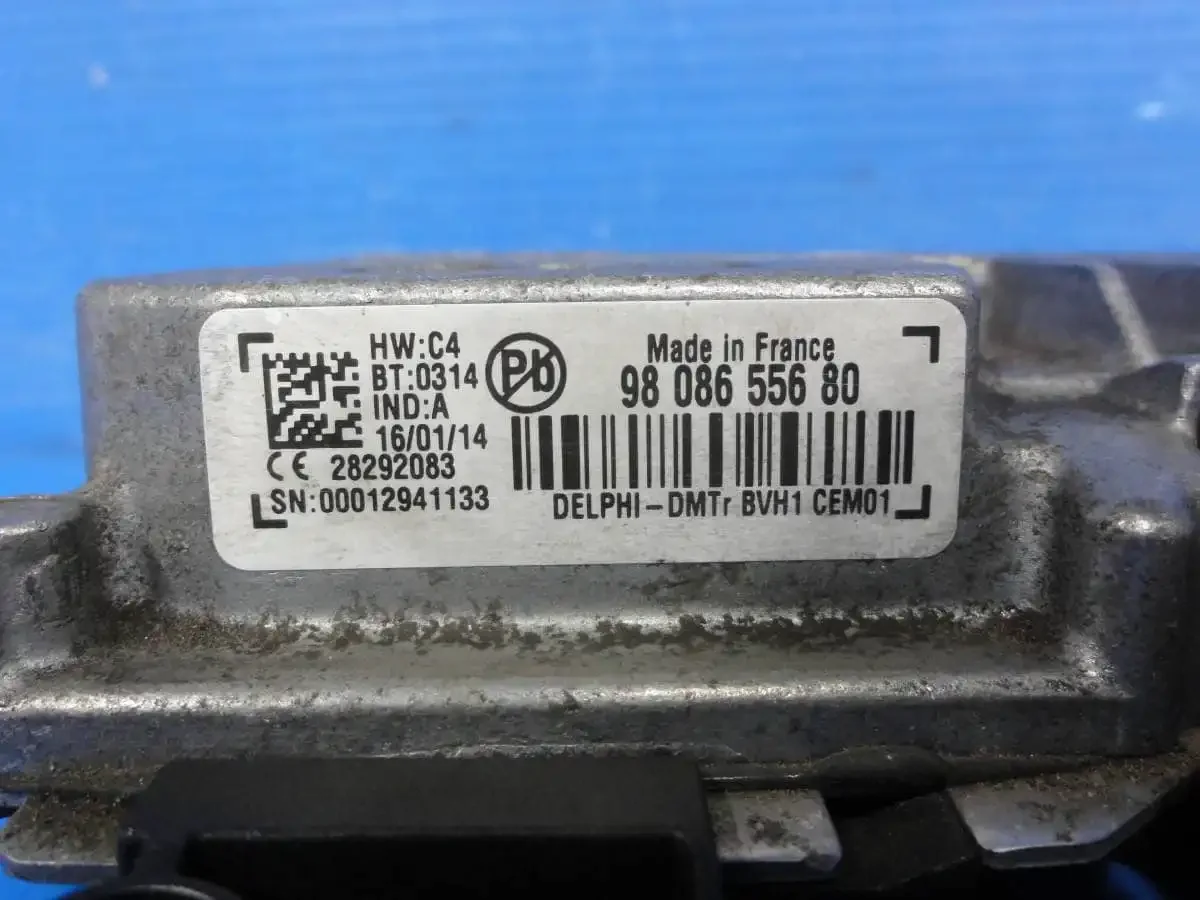 HW:C4
BT:0314
IND:A
16/01/14
CE 28292083
SN:00012941133
Pb
Made in France
98 086 556 80
DELPHI-DMTr BVH1 CEM01